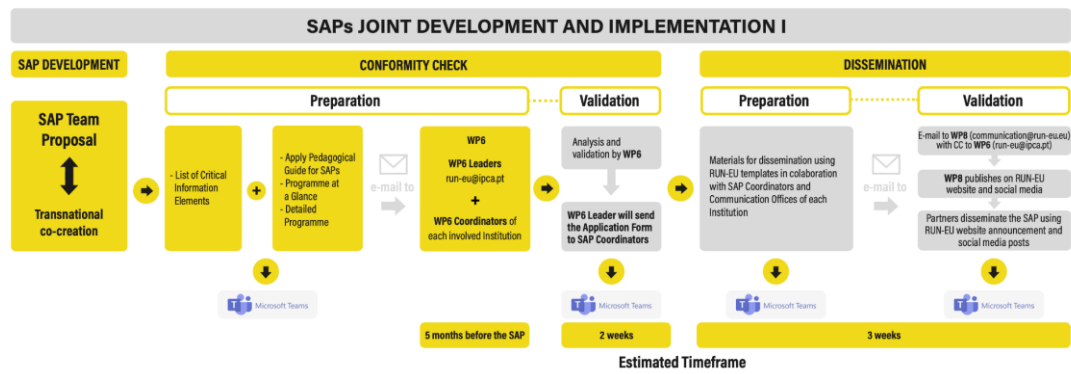 SAPs JOINT DEVELOPMENT AND IMPLEMENTATION I
SAP DEVELOPMENT
CONFORMITY CHECK
DISSEMINATION
Preparation
Validation
Preparation
Validation
SAP Team
Proposal
Transnational
co-creation
- List of Critical
Information
Elements
+
- Apply Pedagogical
Guide for SAPs
- Programme at
a Glance
- Detailed
Programme
e-mail to
WP6
WP6 Leaders
run-eu@ipca.pt
+
WP6 Coordinators of
each involved Institution
Analysis and
validation by WP6
WP6 Leader will send
the Application Form
to SAP Coordinators
Materials for dissemination using
RUN-EU templates in colaboration
with SAP Coordinators and
Communication Offices of each
Institution
e-mail to
E-mail to WP8 (communication@run-eu.eu)
with CC to WP6 (run-eu@ipca.pt)
WP8 publishes on RUN-EU
website and social media
Partners disseminate the SAP using
RUN-EU website announcement and
social media posts
T Microsoft Teams
T Microsoft Teams
T Microsoft Teams
T Microsoft Teams
5 months before the SAP
2 weeks
3 weeks
Estimated Timeframe